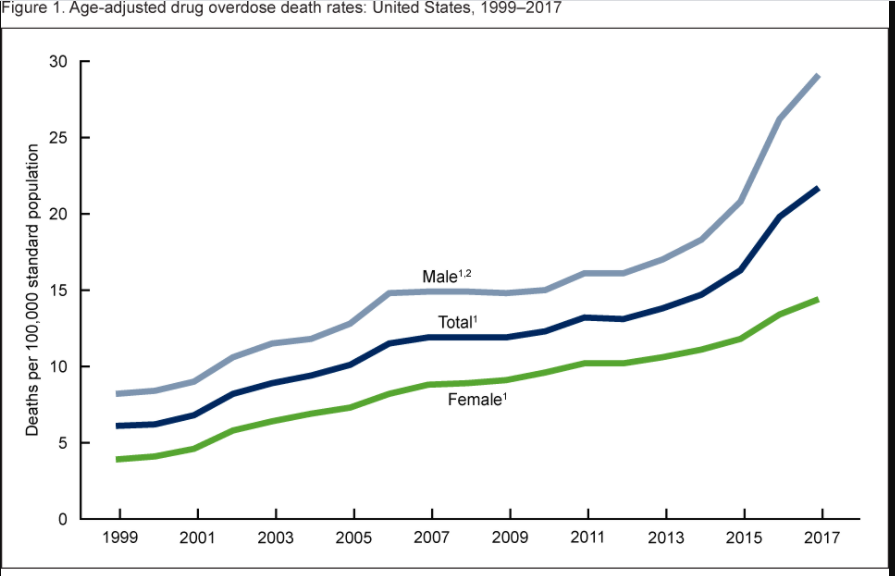 Figure 1. Age-adjusted drug overdose death rates: United States, 1999–2017
Deaths per 100,000 standard population
30
25
20
15
10
5
0
Male¹,²
Total¹
Female¹
1999 2001 2003 2005 2007 2009 2011 2013 2015 2017